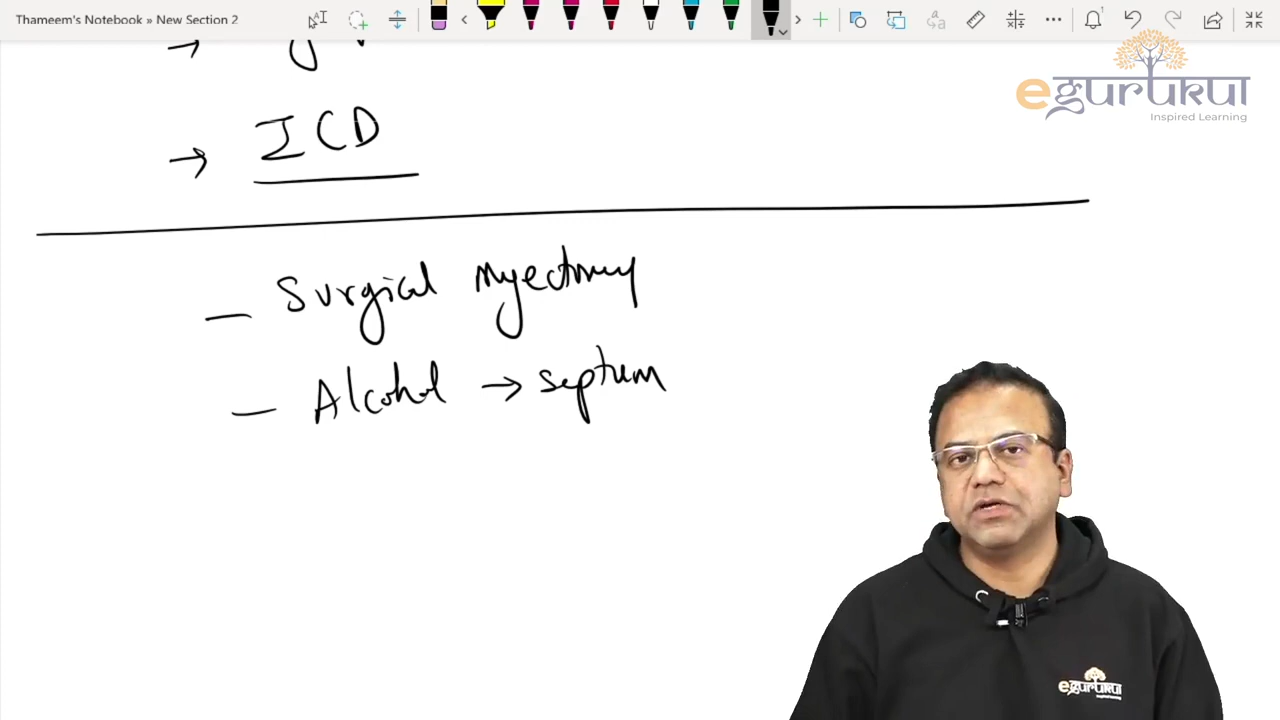 Thameem's Notebook » New Section 2
egurukul
Inspired Learning
→ ICD
— Surgical Myectomy
— Alcohol → septum
egurukul